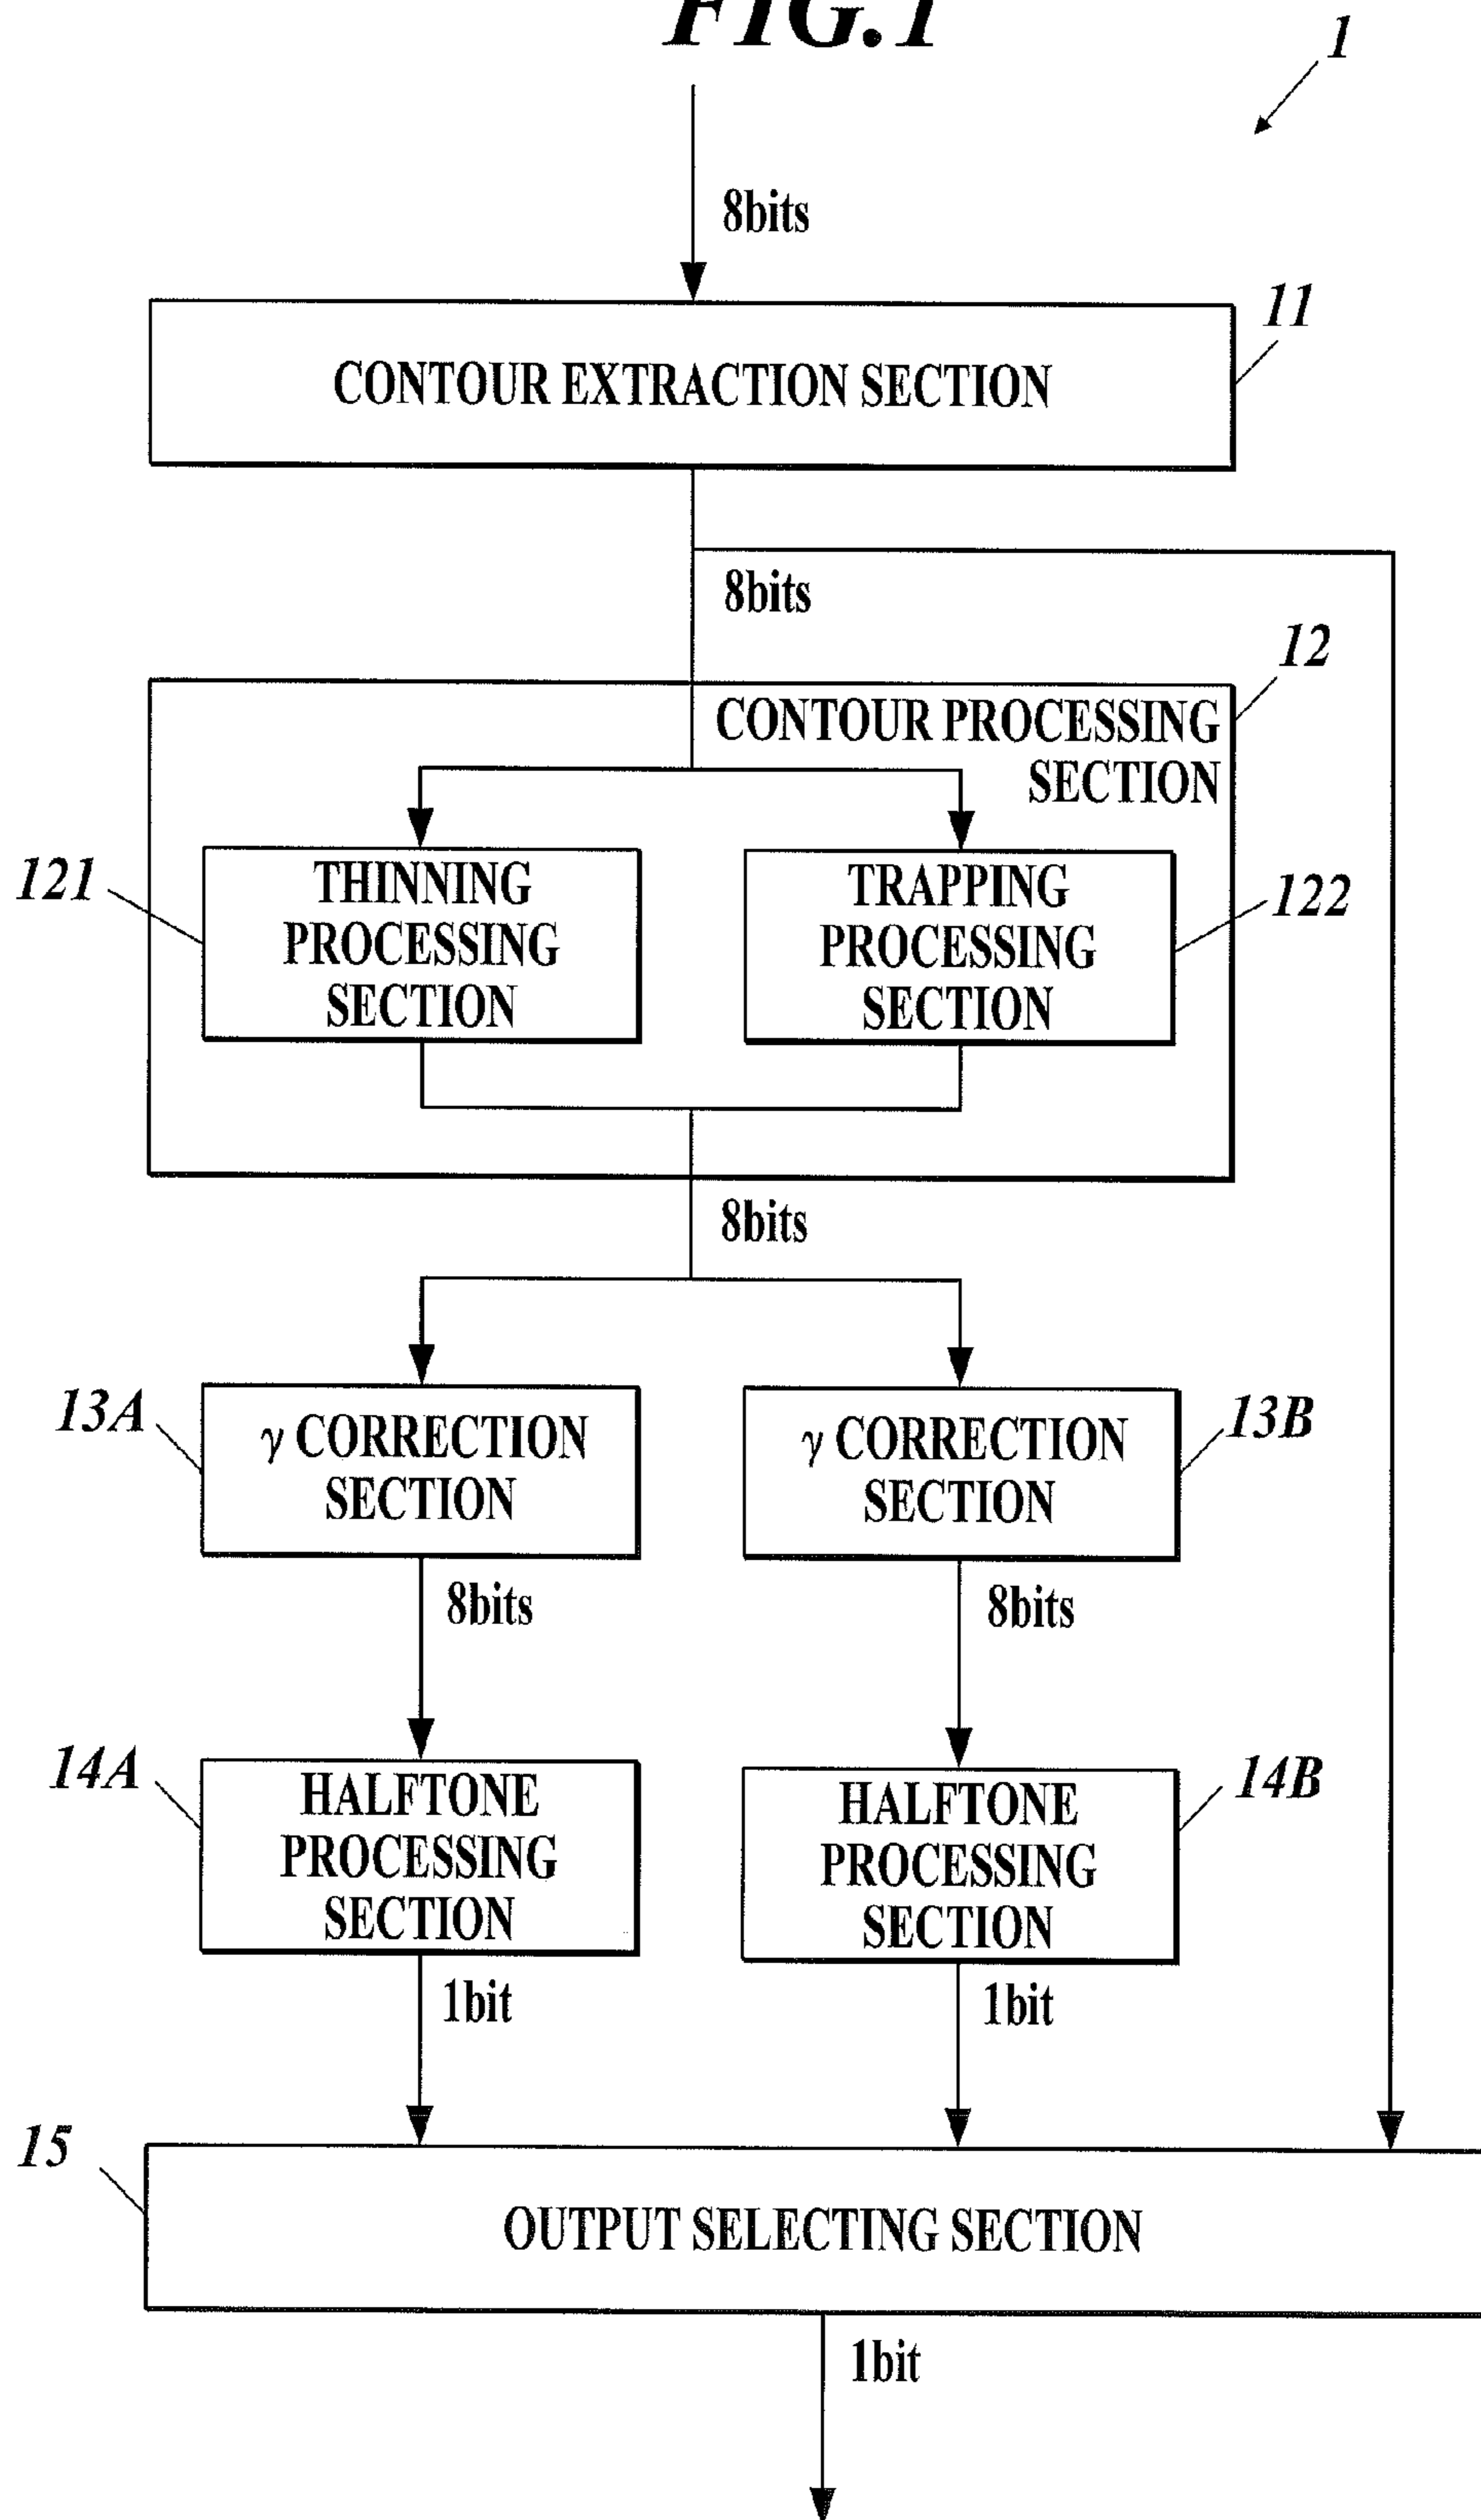 FIG.1
1
8bits
11
CONTOUR EXTRACTION SECTION
8bits
12
CONTOUR PROCESSING
SECTION
121
THINNING
PROCESSING
SECTION
TRAPPING
PROCESSING
SECTION
122
8bits
13A
γ CORRECTION
SECTION
γ CORRECTION
SECTION
13B
8bits
8bits
14A
HALFTONE
PROCESSING
SECTION
HALFTONE
PROCESSING
SECTION
14B
1bit
1bit
15
OUTPUT SELECTING SECTION
1bit